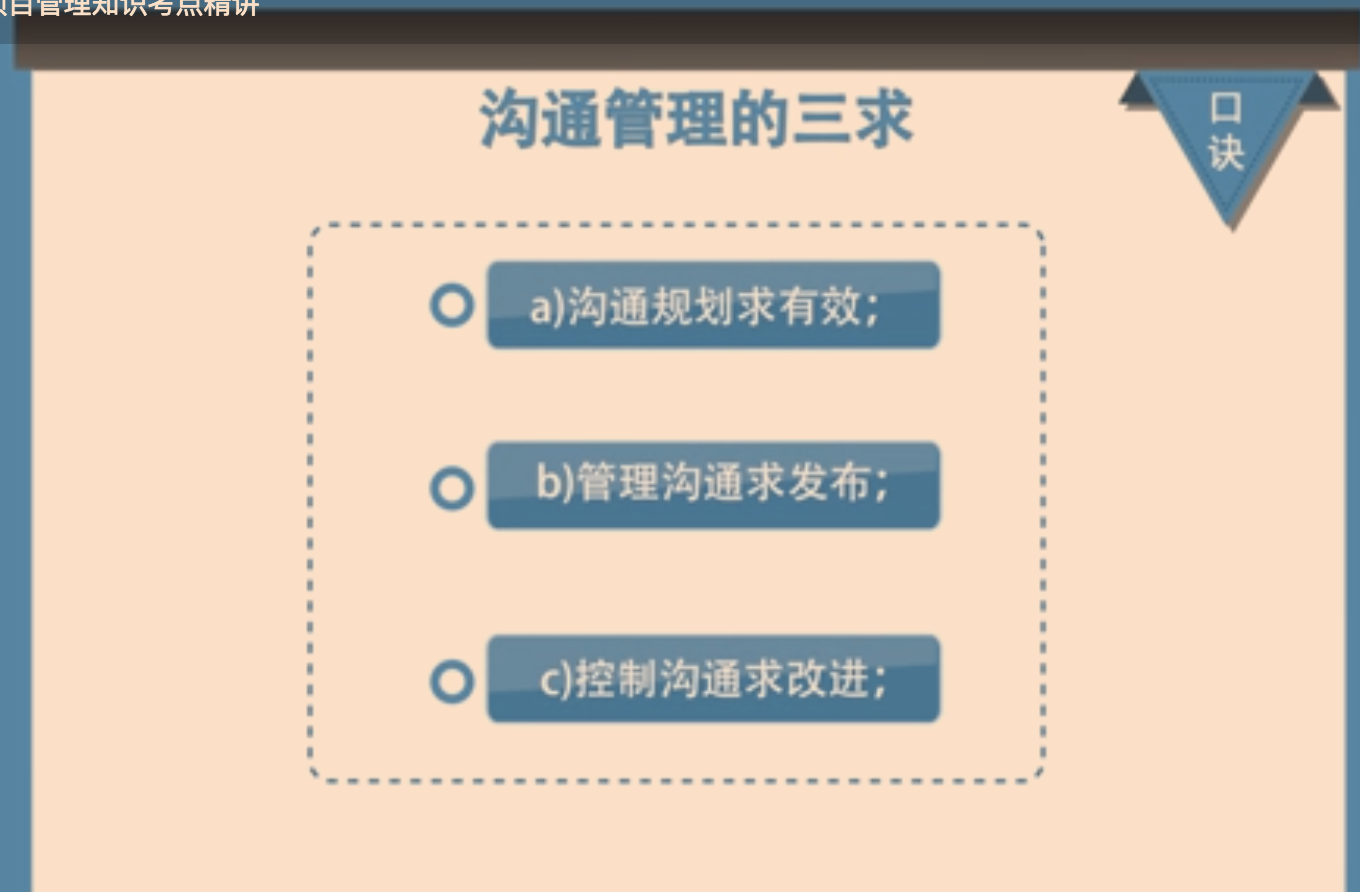 项目管理知识考点精讲
沟通管理的三求
口
诀
a)沟通规划求有效;
b)管理沟通求发布;
c)控制沟通求改进;